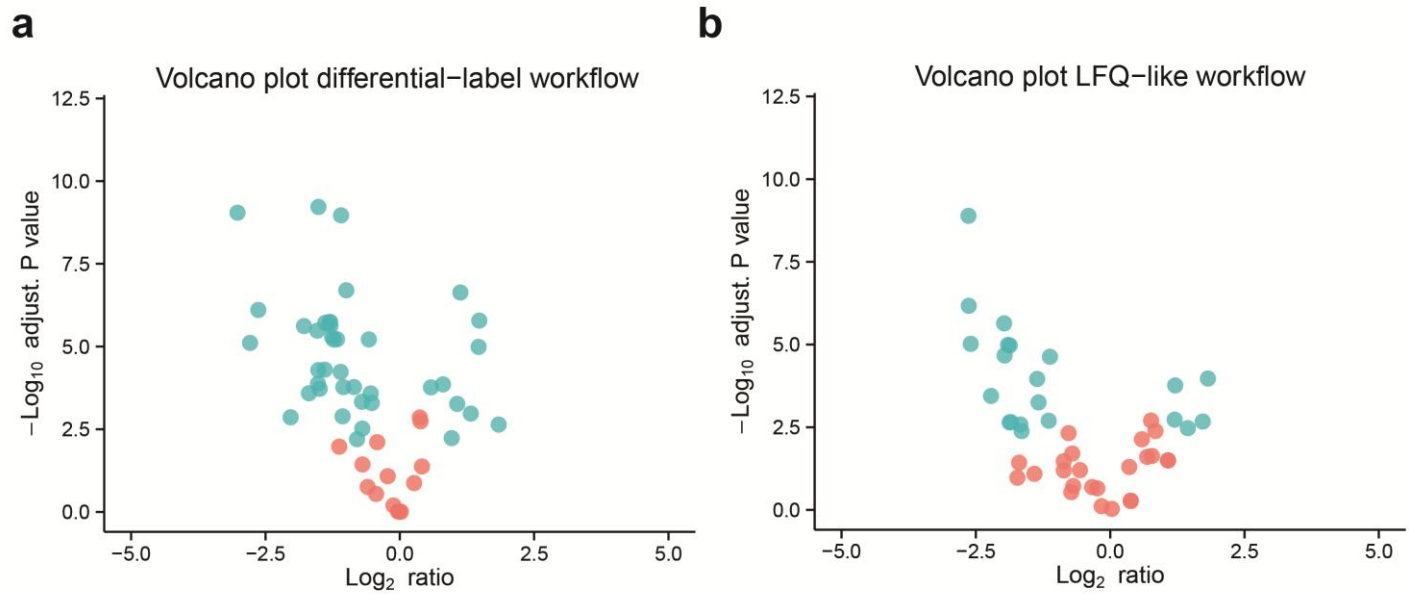 a
Volcano plot differential−label workflow
12.5
10.0
7.5
5.0
2.5
0.0
−Log₁₀ adjust. P value
−5.0 −2.5 0.0 2.5 5.0
Log₂ ratio
b
Volcano plot LFQ−like workflow
12.5
10.0
7.5
5.0
2.5
0.0
−Log₁₀ adjust. P value
−5.0 −2.5 0.0 2.5 5.0
Log₂ ratio